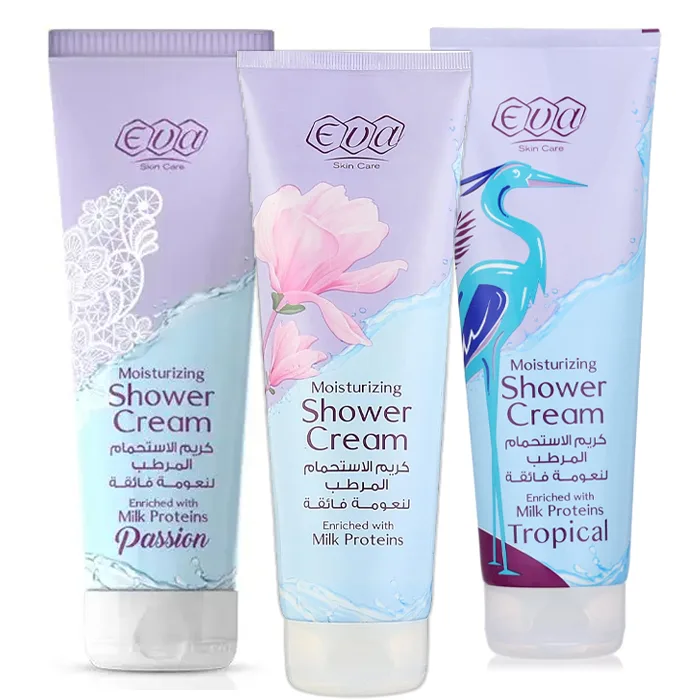 Eva
Skin Care
Moisturizing
Shower
Cream
كريم الاستحمام
المرطب
لنعومة فائقة
Enriched with
Milk Proteins
Passion
Eva
Skin Care
Moisturizing
Shower
Cream
كريم الاستحمام
المرطب
لنعومة فائقة
Enriched with
Milk Proteins
Eva
Skin Care
Moisturizing
Shower
Cream
كريم الاستحمام
المرطب
لنعومة فائقة
Enriched with
Milk Proteins
Tropical